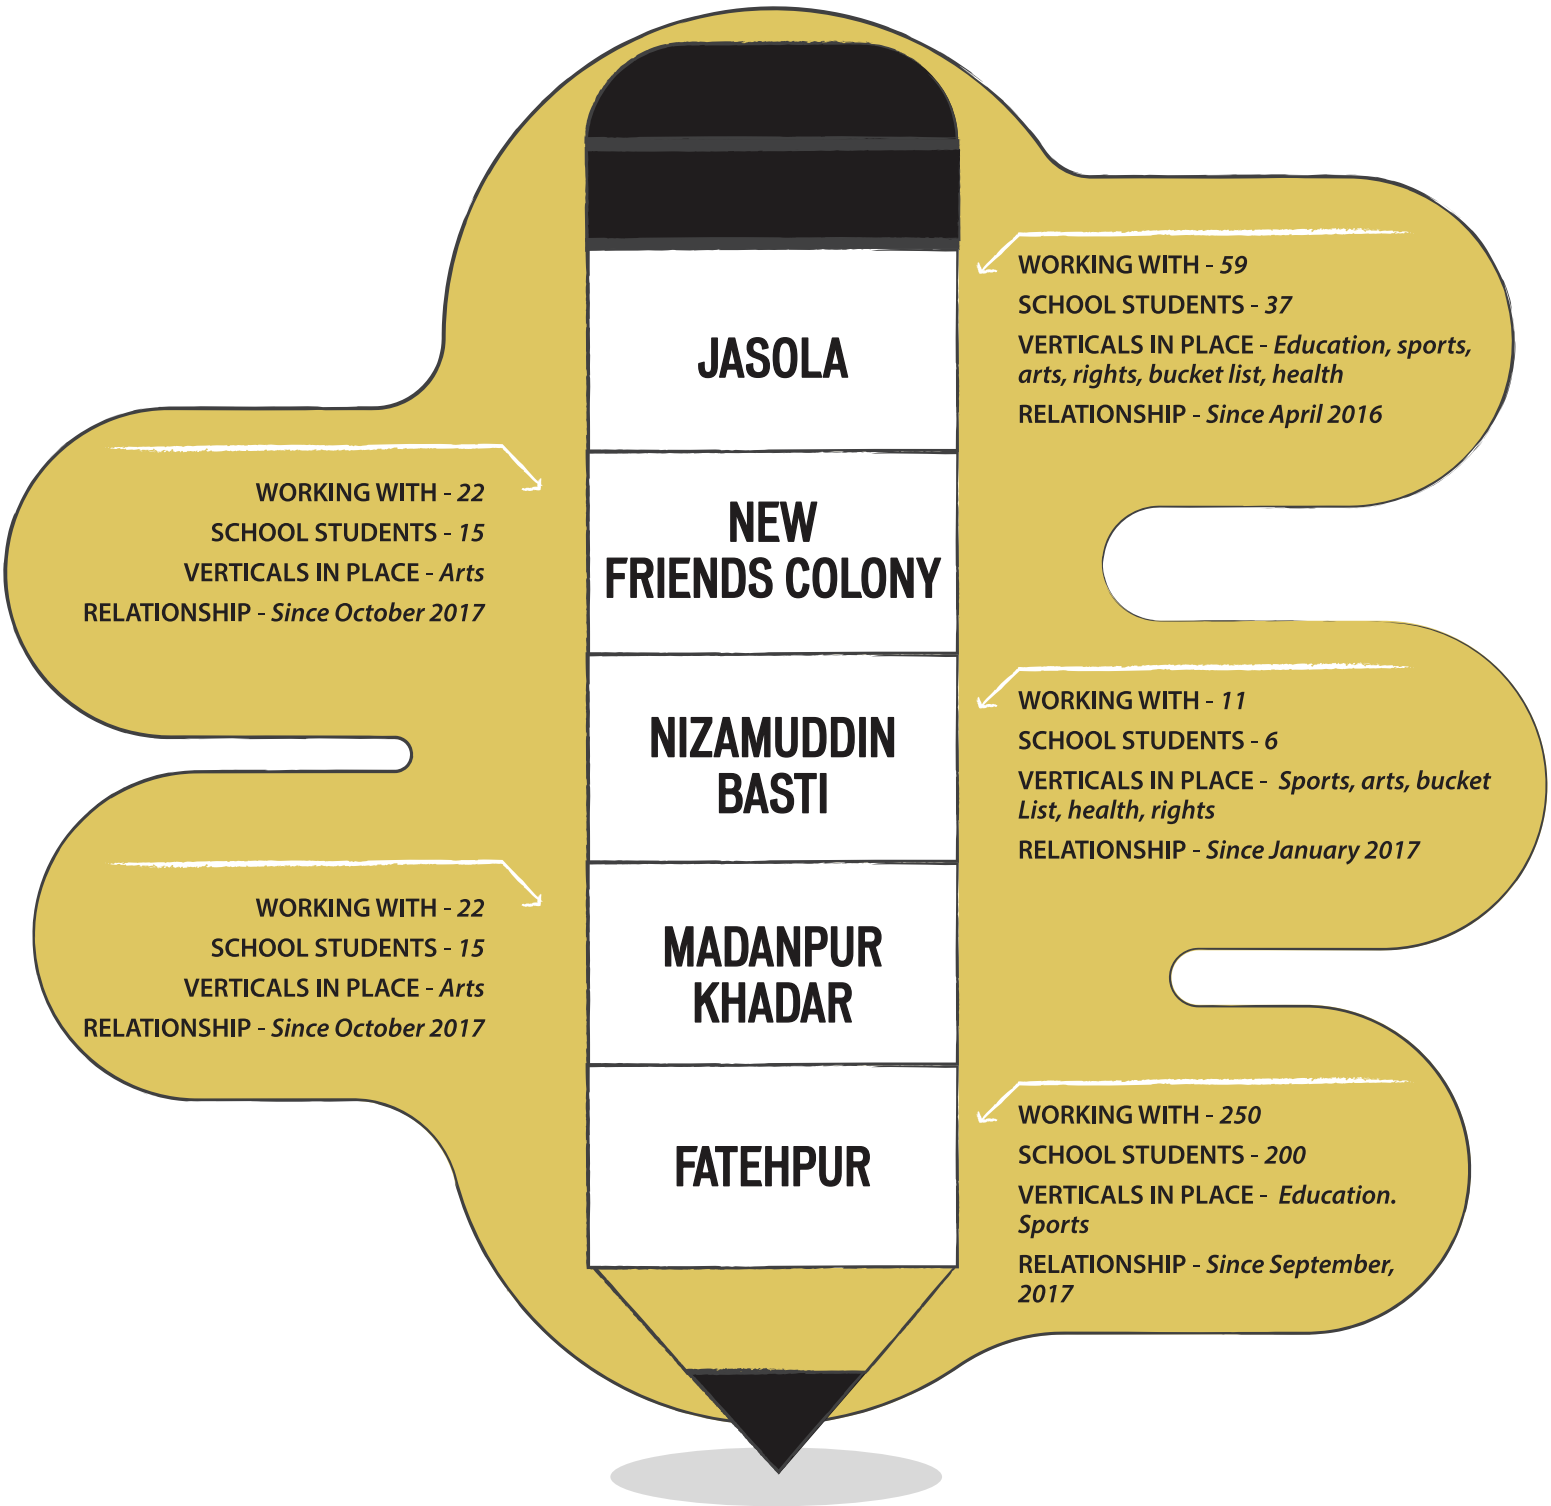 JASOLA
WORKING WITH - 59
SCHOOL STUDENTS - 37
VERTICALS IN PLACE - Education, sports,
arts, rights, bucket list, health
RELATIONSHIP - Since April 2016
NEW
FRIENDS COLONY
WORKING WITH - 22
SCHOOL STUDENTS - 15
VERTICALS IN PLACE - Arts
RELATIONSHIP - Since October 2017
NIZAMUDDIN
BASTI
WORKING WITH - 11
SCHOOL STUDENTS - 6
VERTICALS IN PLACE - Sports, arts, bucket
List, health, rights
RELATIONSHIP - Since January 2017
MADANPUR
KHADAR
WORKING WITH - 22
SCHOOL STUDENTS - 15
VERTICALS IN PLACE - Arts
RELATIONSHIP - Since October 2017
FATEHPUR
WORKING WITH - 250
SCHOOL STUDENTS - 200
VERTICALS IN PLACE - Education.
Sports
RELATIONSHIP - Since September,
2017